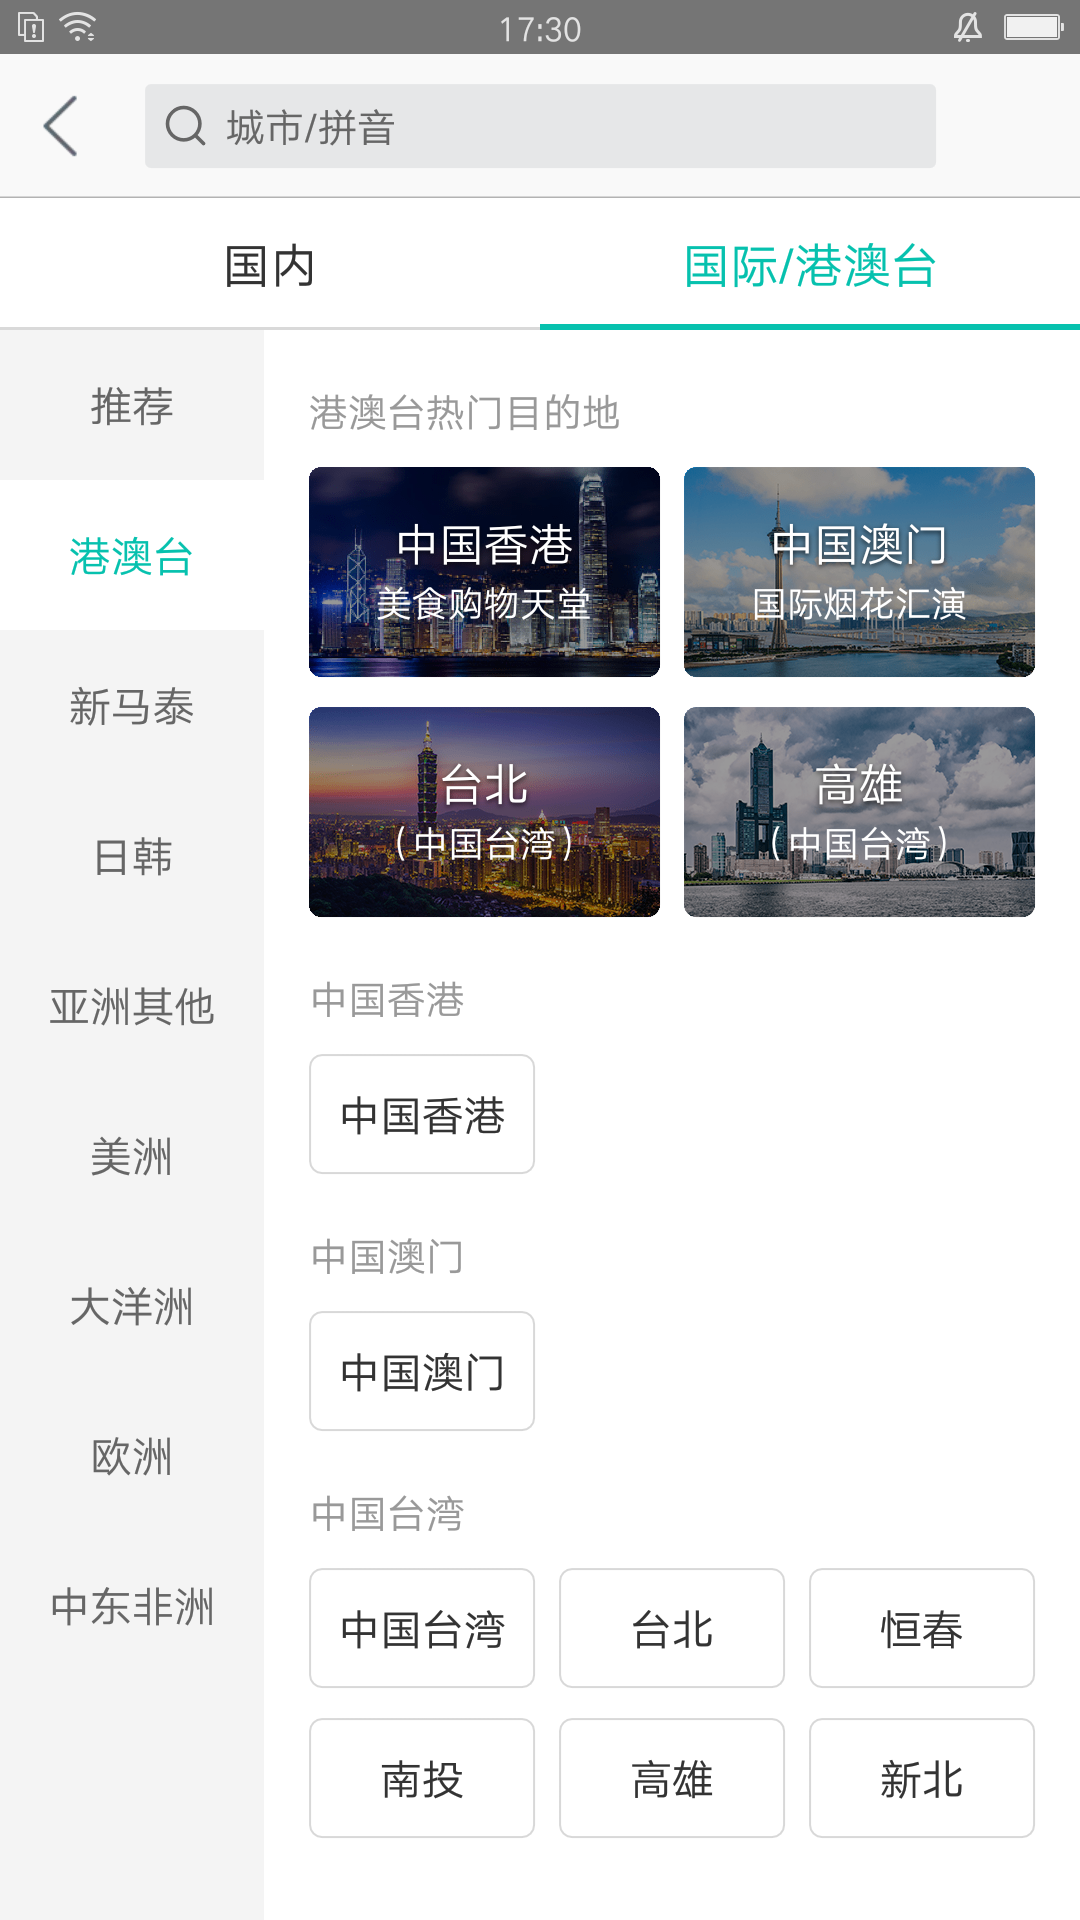 17:30
城市/拼音
国内
国际/港澳台
推荐
港澳台
新马泰
日韩
亚洲其他
美洲
大洋洲
欧洲
中东非洲
港澳台热门目的地
中国香港
美食购物天堂
中国澳门
国际烟花汇演
台北
(中国台湾)
高雄
(中国台湾)
中国香港
中国香港
中国澳门
中国澳门
中国台湾
中国台湾
台北
恒春
南投
高雄
新北